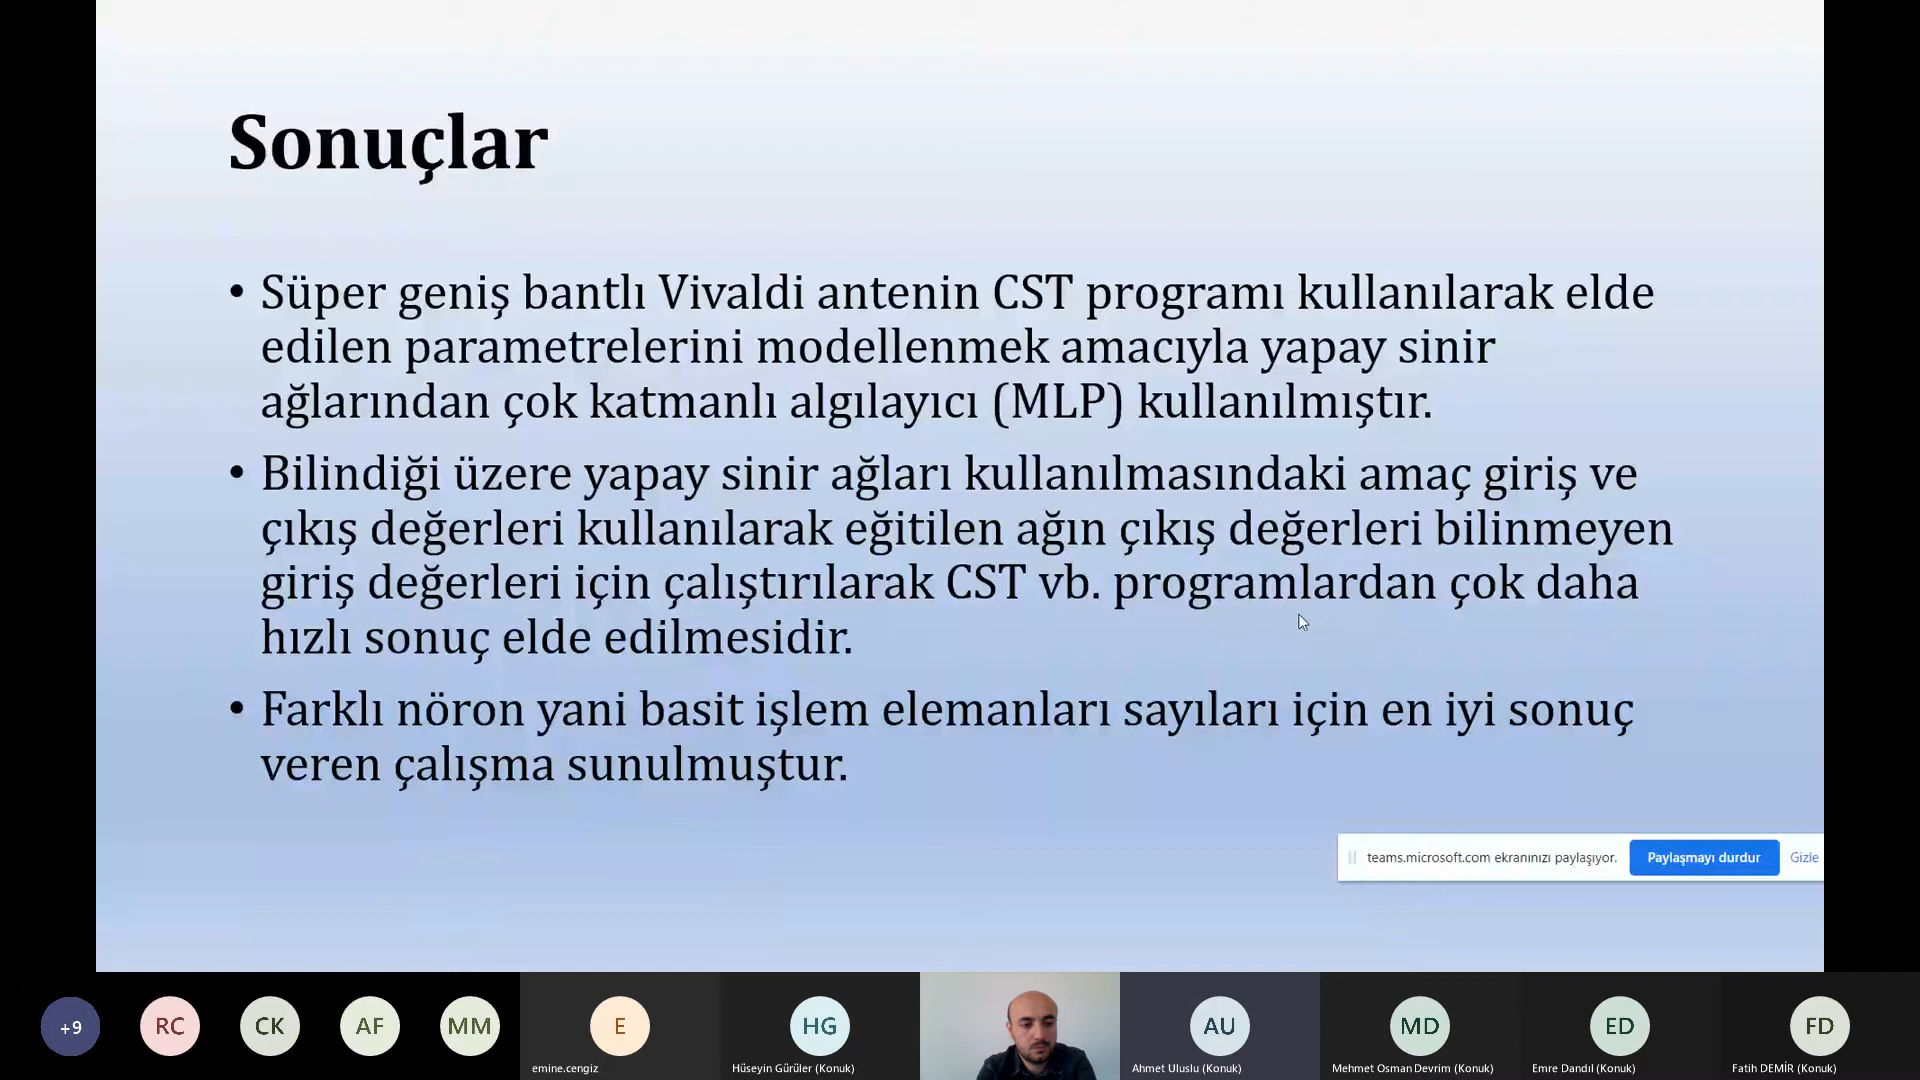 Sonuçlar
• Süper geniş bantlı Vivaldi antenin CST programı kullanılarak elde
edilen parametrelerini modellenmek amacıyla yapay sinir
ağlarından çok katmanlı algılayıcı (MLP) kullanılmıştır.
• Bilindiği üzere yapay sinir ağları kullanılmasındaki amaç giriş ve
çıkış değerleri kullanılarak eğitilen ağın çıkış değerleri bilinmeyen
giriş değerleri için çalıştırılarak CST vb. programlardan çok daha
hızlı sonuç elde edilmesidir.
• Farklı nöron yani basit işlem elemanları sayıları için en iyi sonuç
veren çalışma sunulmuştur.
teams.microsoft.com ekranınızı paylaşıyor. Paylaşmayı durdur Gizle
+9 RC CK AF MM E HG AU MD ED FD
emine.cengiz Hüseyin Gürüler (Konuk) Ahmet Uluslu (Konuk) Mehmet Osman Devrim (Konuk) Emre Dandıl (Konuk) Fatih DEMİR (Konuk)